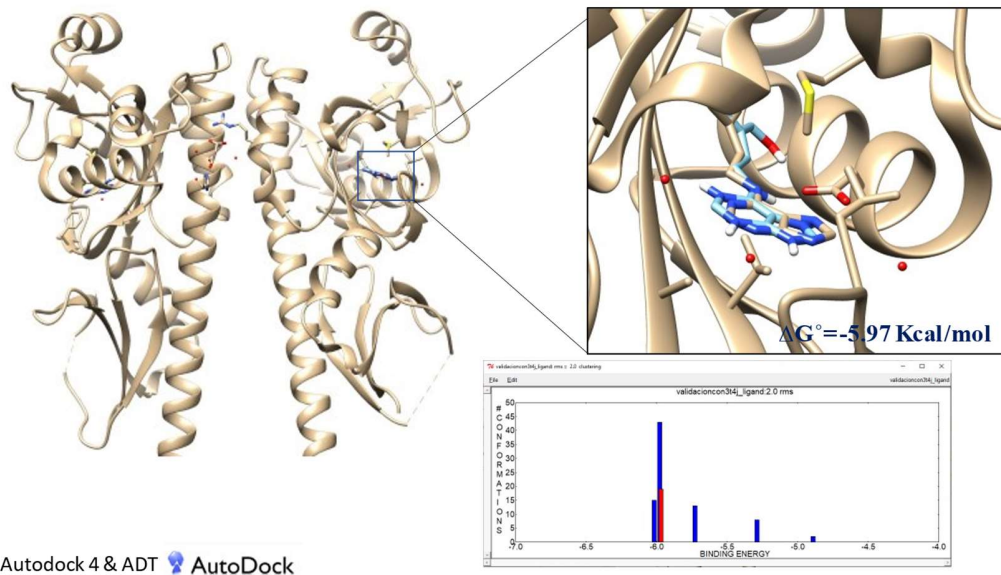 ΔG°=-5.97 Kcal/mol
validacioncon3t4j_ligand:rms c 2.0 clustering
File Edit
validacioncon3t4j_ligand
validacioncon3t4j_ligand:2.0 rms
# CONFORMATIONS
50
45
40
35
30
25
20
15
10
5
0
-7.0 -6.5 -6.0 -5.5 -5.0 -4.5 -4.0
BINDING ENERGY
Autodock 4 & ADT AutoDock